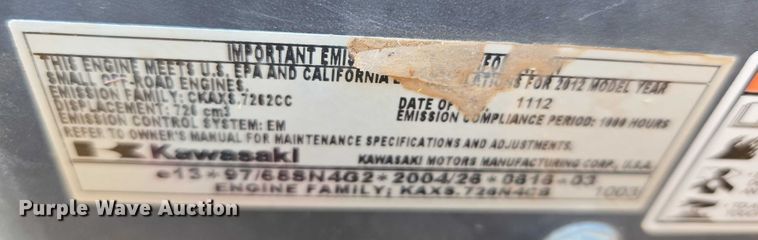 IMPORTANT EMIS
THIS ENGINE MEETS U.S. EPA AND CALIFORNIA FOR 2012 MODEL YEAR
SMALL OFF-ROAD ENGINES.
EMISSION FAMILY: CKAXS.7262CC DATE OF 1112
DISPLACEMENT: 726 cm3 EMISSION COMPLIANCE PERIOD: 1000 HOURS
EMISSION CONTROL SYSTEM: EM
REFER TO OWNER'S MANUAL FOR MAINTENANCE SPECIFICATIONS AND ADJUSTMENTS.
Kawasaki KAWASAKI MOTORS MANUFACTURING CORP., U.S.A.
e13*97/68SN4G2*2004/26*0816*03
ENGINE FAMILY: 1003
Purple Wave Auction